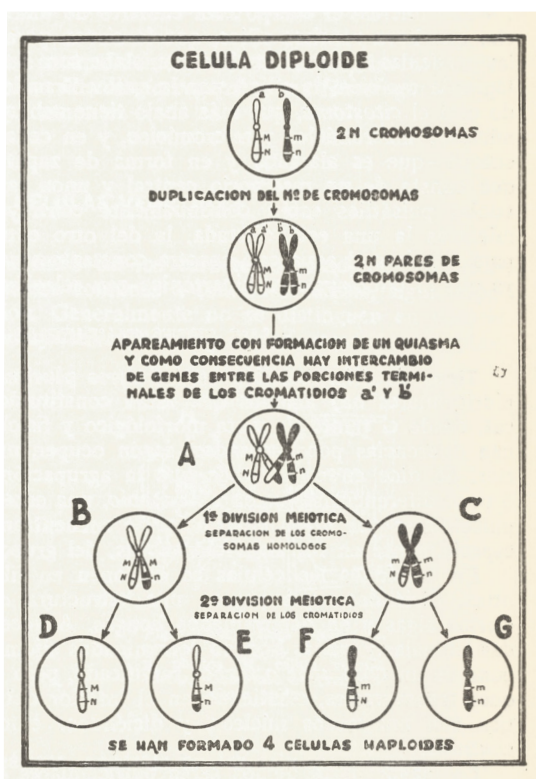 CELULA DIPLOIDE
a b
M m
N n
2 N CROMOSOMAS
DUPLICACION DEL Nº DE CROMOSOMAS
a a' b' b
M m
N n
2 N PARES DE
CROMOSOMAS
APAREAMIENTO CON FORMACION DE UN QUIASMA
Y COMO CONSECUENCIA HAY INTERCAMBIO
DE GENES ENTRE LAS PORCIONES TERMI-
NALES DE LOS CROMATIDIOS a' Y b'
A
M m
N n
B
1ª DIVISION MEIOTICA
C
SEPARACION DE LOS CROMO-
SOMAS HOMOLOGOS
M M m m
N n N n
2ª DIVISION MEIOTICA
SEPARACION DE LOS CROMATIDIOS
D E F G
M M m m
N n N n
SE HAN FORMADO 4 CELULAS HAPLOIDES